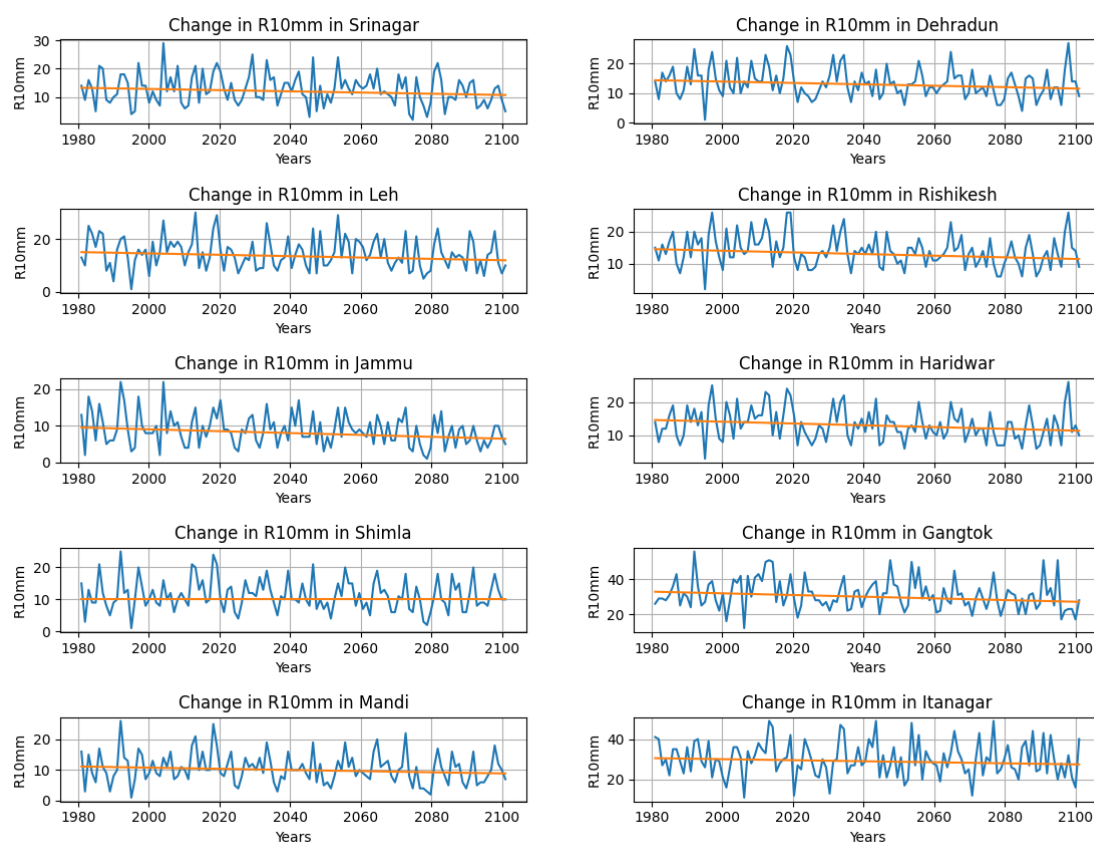 Change in R10mm in Srinagar
R10mm
30
20
10
1980 2000 2020 2040 2060 2080 2100
Years
Change in R10mm in Dehradun
R10mm
20
10
0
1980 2000 2020 2040 2060 2080 2100
Years
Change in R10mm in Leh
R10mm
20
0
1980 2000 2020 2040 2060 2080 2100
Years
Change in R10mm in Rishikesh
R10mm
20
10
1980 2000 2020 2040 2060 2080 2100
Years
Change in R10mm in Jammu
R10mm
20
10
0
1980 2000 2020 2040 2060 2080 2100
Years
Change in R10mm in Haridwar
R10mm
20
10
1980 2000 2020 2040 2060 2080 2100
Years
Change in R10mm in Shimla
R10mm
20
10
0
1980 2000 2020 2040 2060 2080 2100
Years
Change in R10mm in Gangtok
R10mm
40
20
1980 2000 2020 2040 2060 2080 2100
Years
Change in R10mm in Mandi
R10mm
20
10
0
1980 2000 2020 2040 2060 2080 2100
Years
Change in R10mm in Itanagar
R10mm
40
20
1980 2000 2020 2040 2060 2080 2100
Years